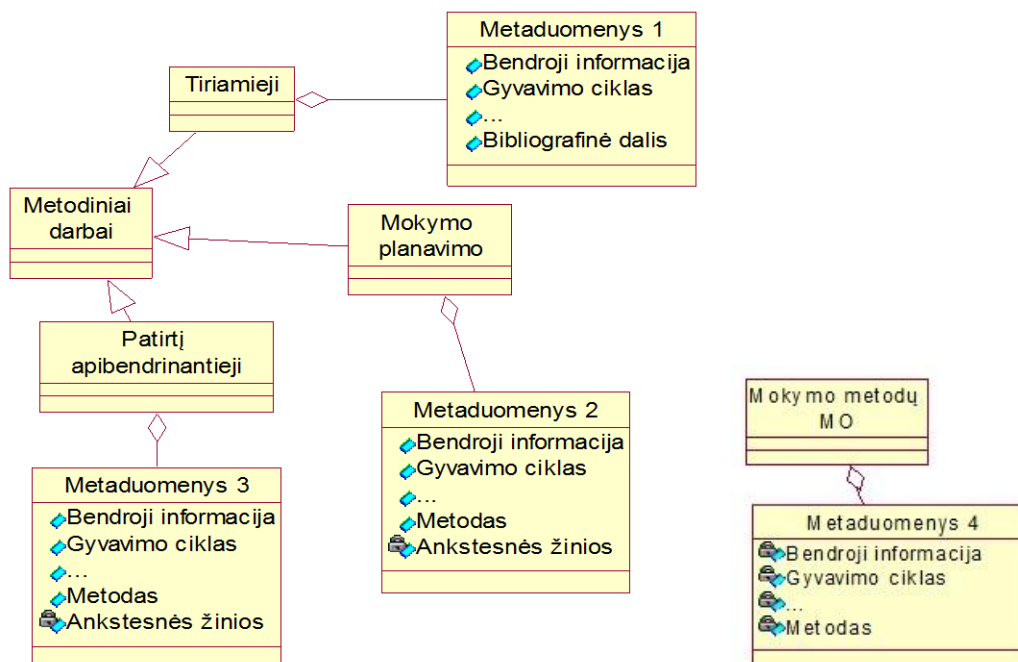 Metaduomenys 1
Bendroji informacija
Gyvavimo ciklas
...
Bibliografinė dalis
Tiriamieji
Metodiniai
darbai
Mokymo
planavimo
Patirtį
apibendrinantieji
Metaduomenys 2
Bendroji informacija
Gyvavimo ciklas
...
Metodas
Ankstesnės žinios
Metaduomenys 3
Bendroji informacija
Gyvavimo ciklas
...
Metodas
Ankstesnės žinios
Mokymo metodų
MO
Metaduomenys 4
Bendroji informacija
Gyvavimo ciklas
...
Metodas